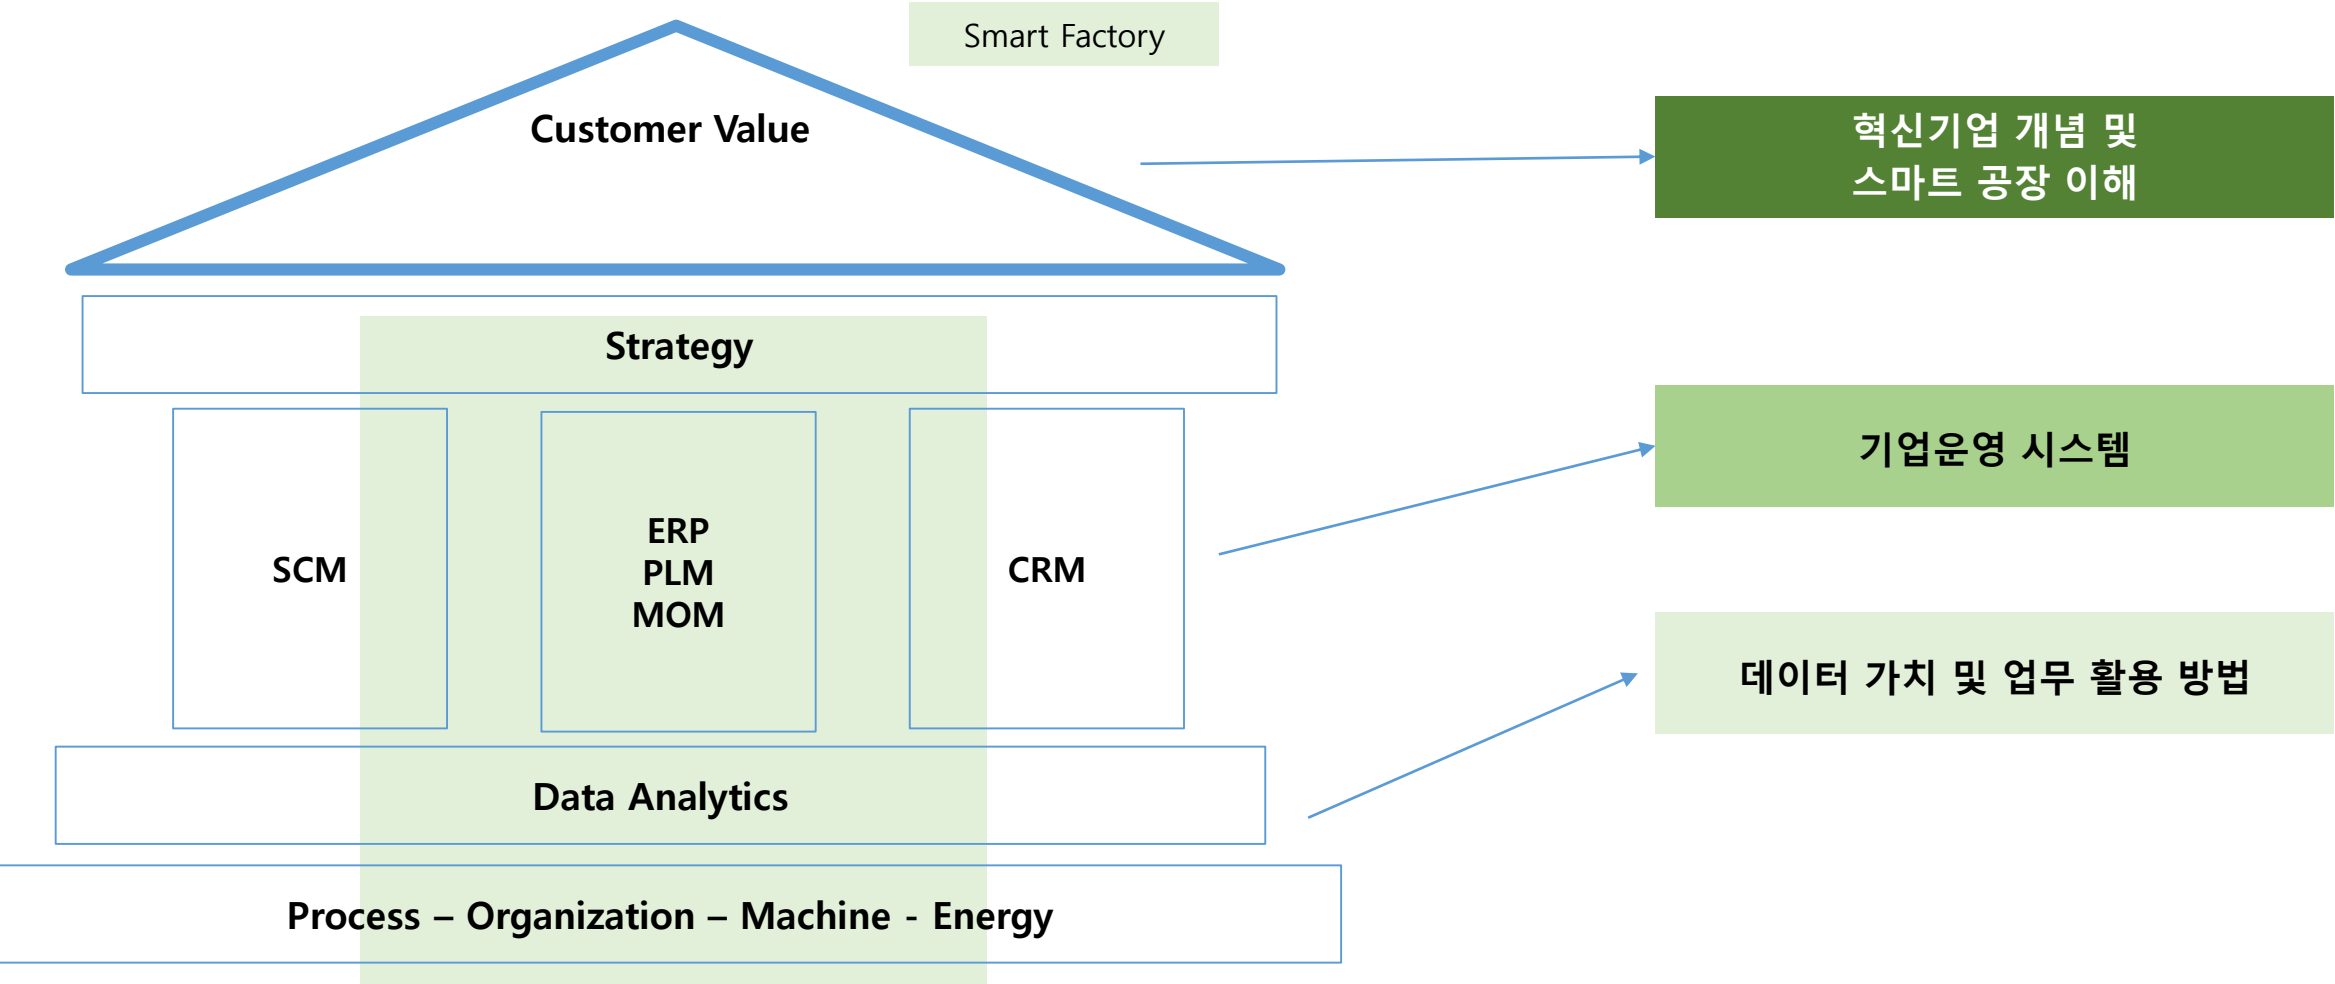 Smart Factory
Customer Value
혁신기업 개념 및
스마트 공장 이해
Strategy
SCM
ERP
PLM
MOM
CRM
기업운영 시스템
데이터 가치 및 업무 활용 방법
Data Analytics
Process – Organization – Machine - Energy